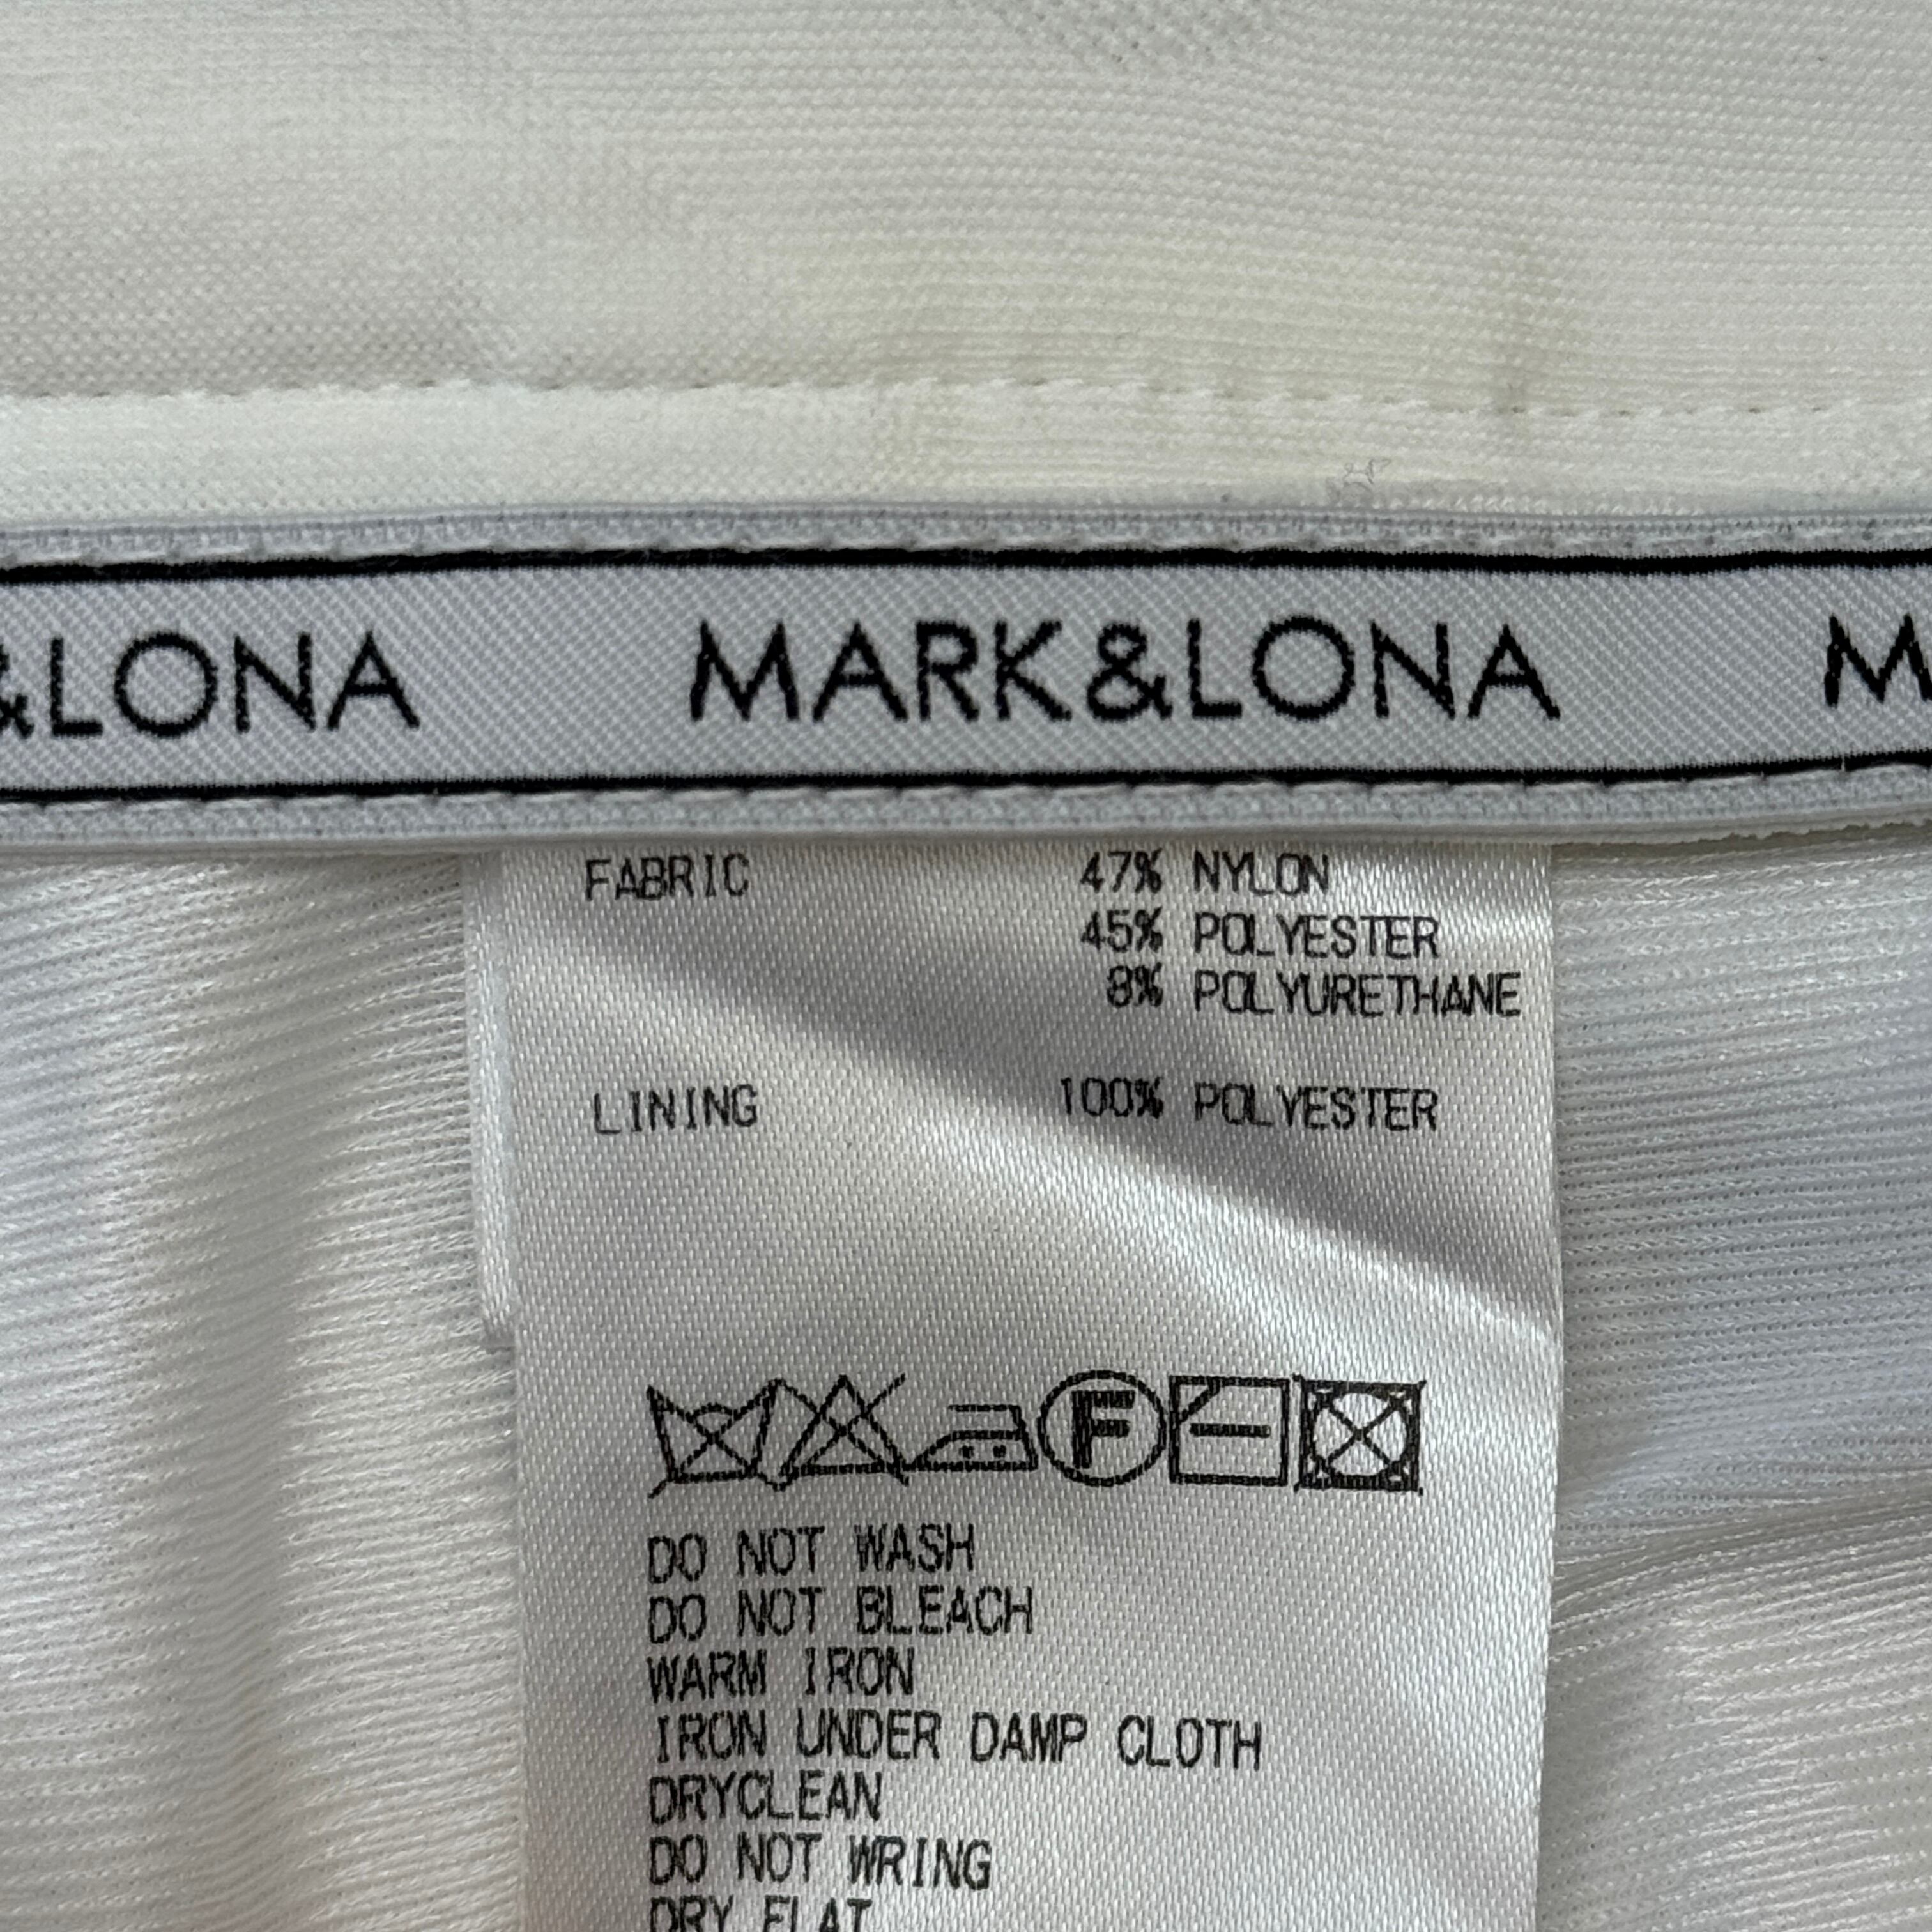 &LONA MARK&LONA M
FABRIC 47% NYLON
45% POLYESTER
8% POLYURETHANE
LINING 100% POLYESTER
F
DO NOT WASH
DO NOT BLEACH
WARM IRON
IRON UNDER DAMP CLOTH
DRYCLEAN
DO NOT WRING
DRY FLAT